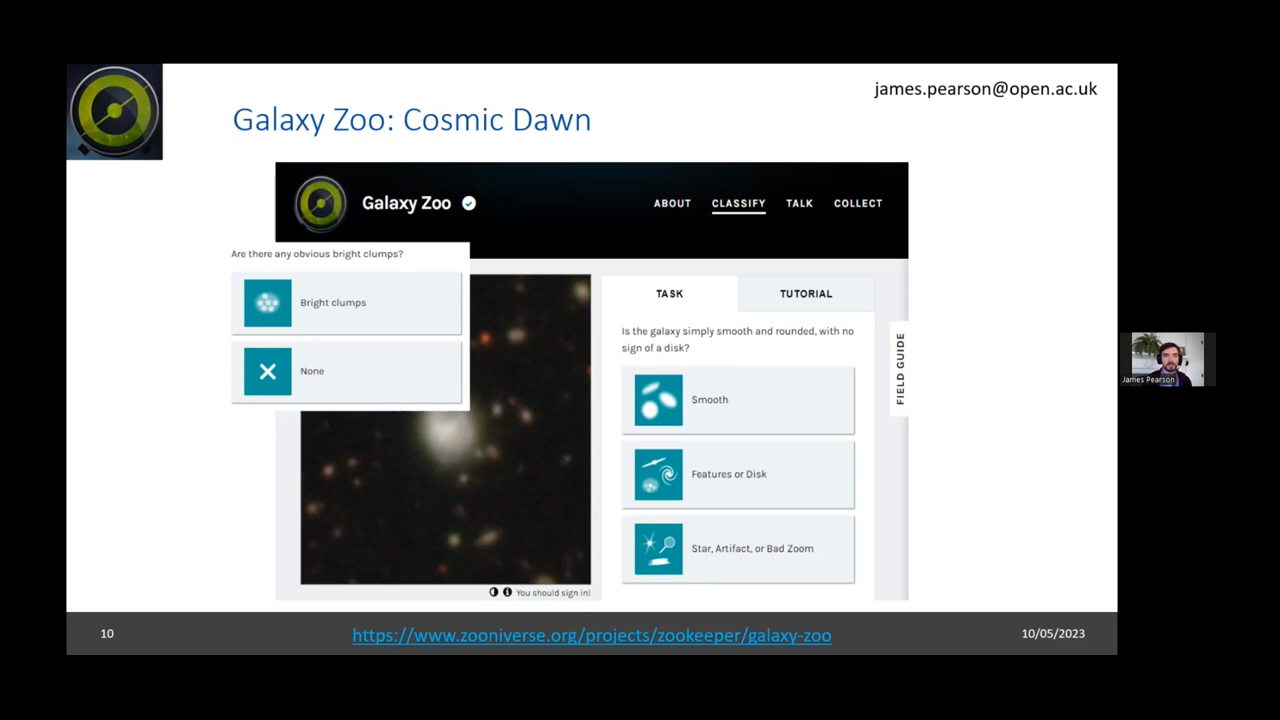 james.pearson@open.ac.uk
Galaxy Zoo: Cosmic Dawn
Galaxy Zoo
ABOUT
CLASSIFY
TALK
COLLECT
Are there any obvious bright clumps?
Bright clumps
None
TASK
TUTORIAL
Is the galaxy simply smooth and rounded, with no
sign of a disk?
Smooth
Features or Disk
Star, Artifact, or Bad Zoom
FIELD GUIDE
You should sign in!
James Pearson
10
https://www.zooniverse.org/projects/zookeeper/galaxy-zoo
10/05/2023